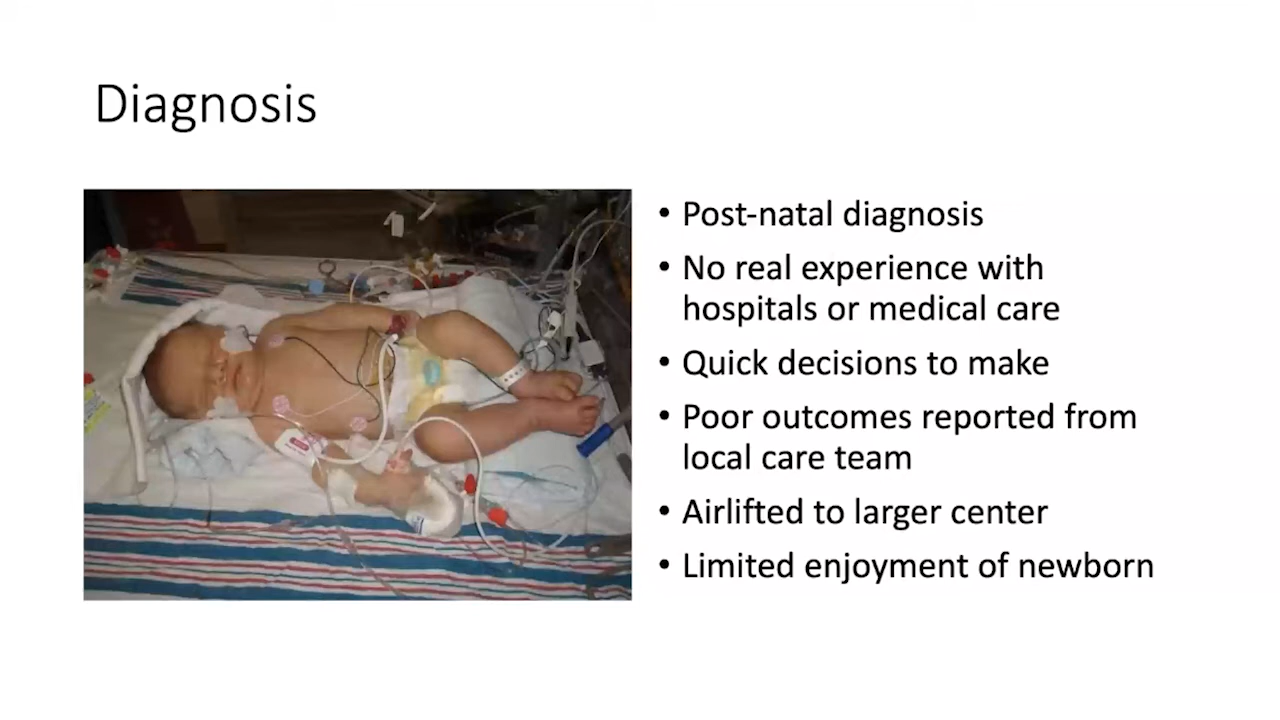 Diagnosis
• Post-natal diagnosis
• No real experience with
hospitals or medical care
• Quick decisions to make
• Poor outcomes reported from
local care team
• Airlifted to larger center
• Limited enjoyment of newborn